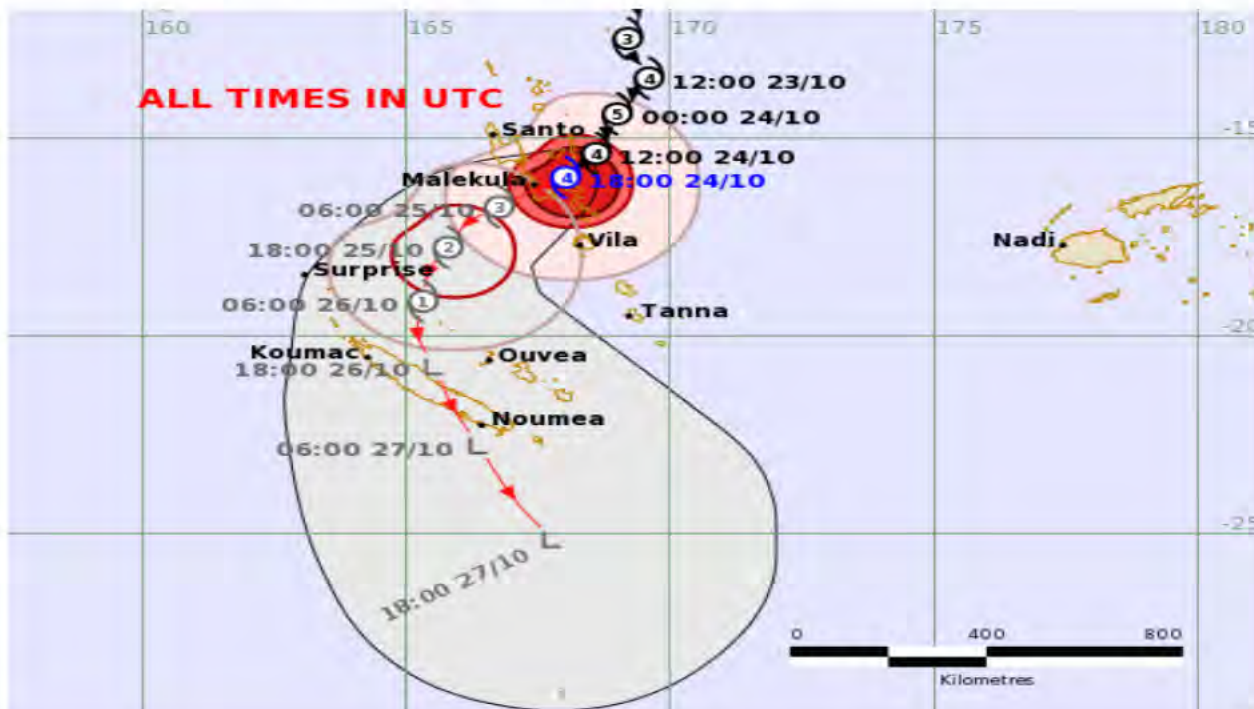 160
165
170
175
180
3
4
12:00 23/10
ALL TIMES IN UTC
5
00:00 24/10
Santo
-15
4
12:00 24/10
Malekula
4
18:00 24/10
06:00 25/10
3
18:00 25/10
2
Vila
Nadi
Surprise
06:00 26/10
1
Tanna
-20
Koumac
Ouvea
18:00 26/10
Noumea
06:00 27/10
-25
18:00 27/10
0
400
800
Kilometres